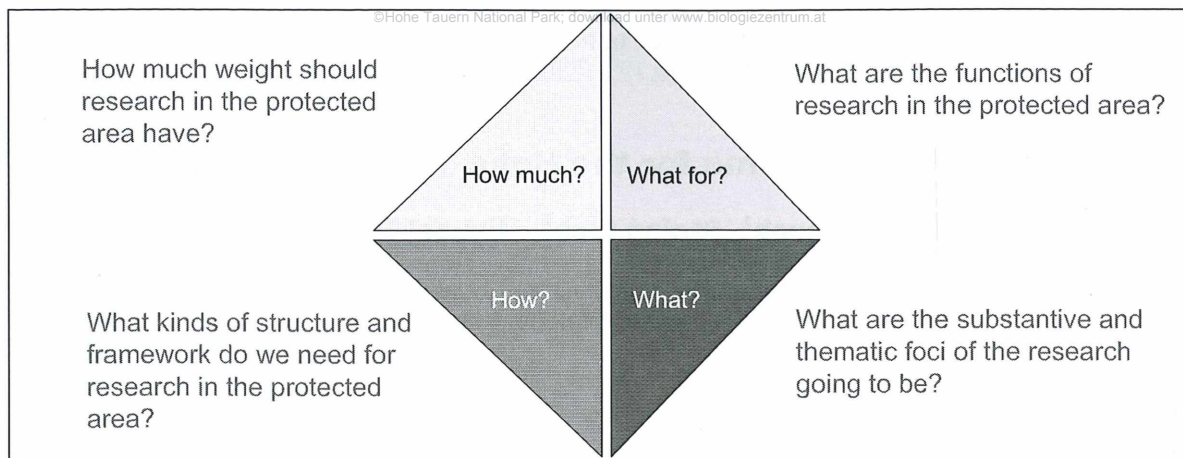 ©Hohe Tauern National Park; download unter www.biologiezentrum.at
How much weight should
research in the protected
area have?
What are the functions of
research in the protected area?
How much?
What for?
How?
What?
What kinds of structure and
framework do we need for
research in the protected
area?
What are the substantive and
thematic foci of the research
going to be?